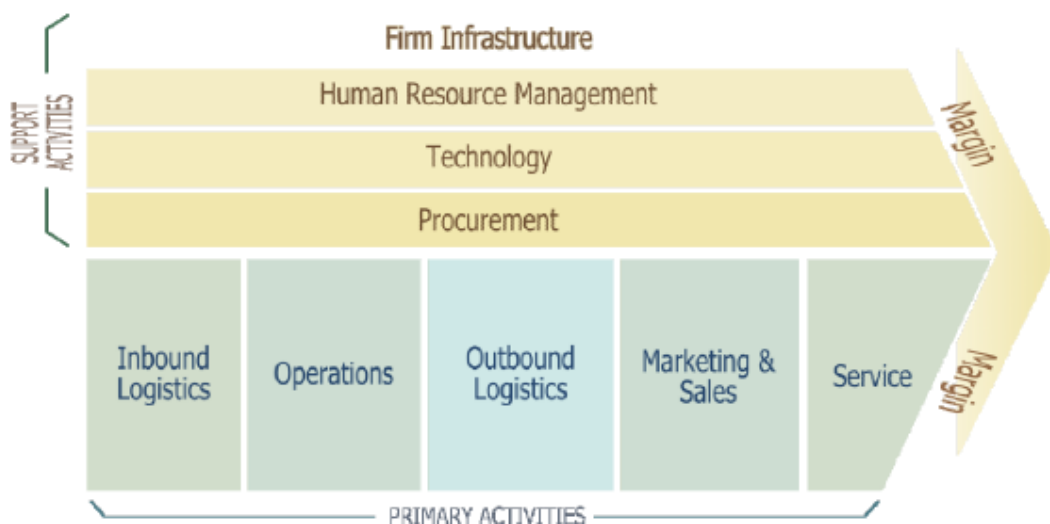 Firm Infrastructure
SUPPORT
ACTIVITIES
Human Resource Management
Technology
Procurement
Margin
Inbound
Logistics
Operations
Outbound
Logistics
Marketing &
Sales
Service
Margin
PRIMARY ACTIVITIES